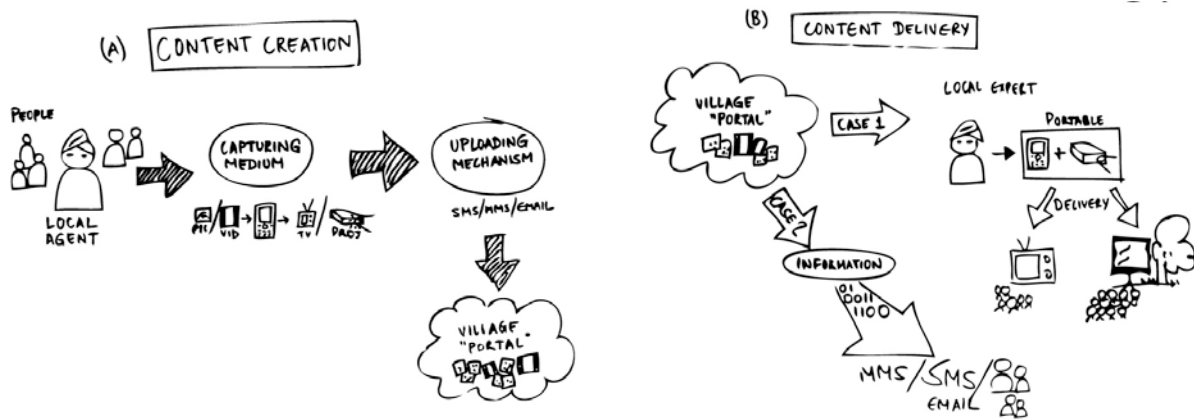 (A) CONTENT CREATION
PEOPLE
LOCAL
AGENT
CAPTURING
MEDIUM
PIC/VID
TV/PROJ
UPLOADING
MECHANISM
SMS/MMS/EMAIL
VILLAGE
"PORTAL"
(B) CONTENT DELIVERY
VILLAGE
"PORTAL"
CASE 1
LOCAL EXPERT
PORTABLE
DELIVERY
CASE 2
INFORMATION
01
0011
1100
MMS/SMS/
EMAIL